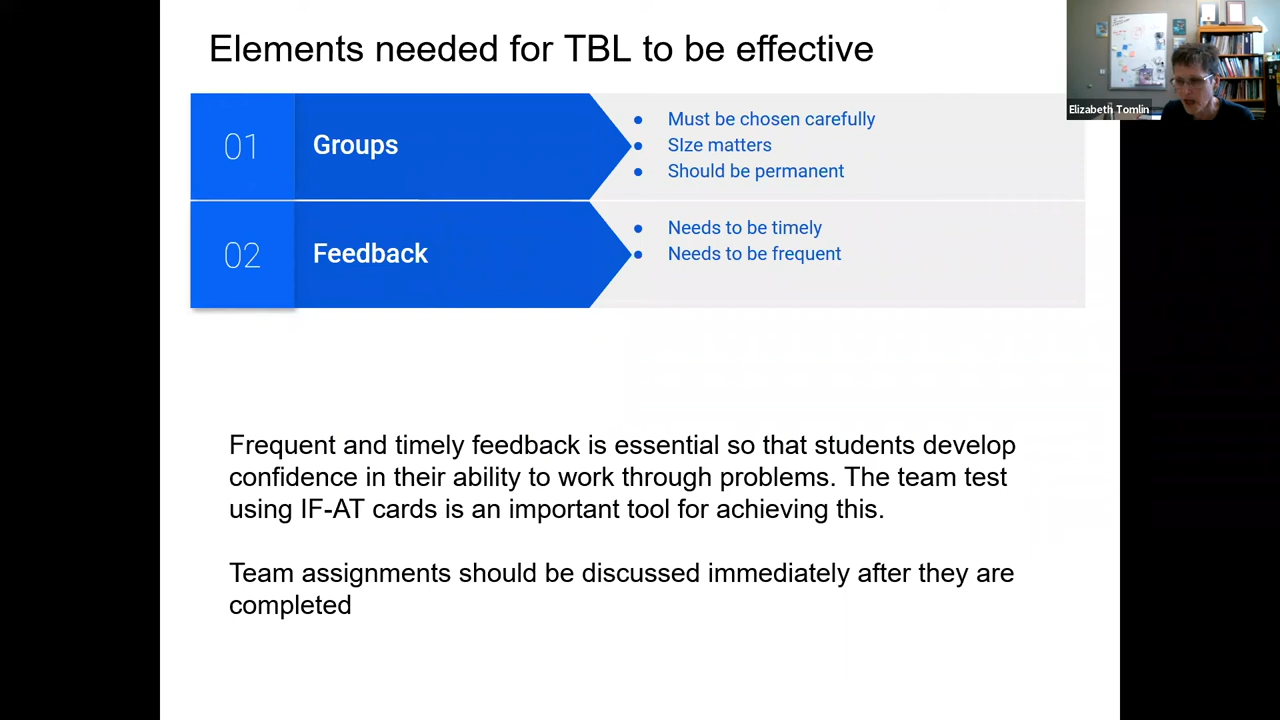 Elements needed for TBL to be effective
Elizabeth Tomlin
01
Groups
● Must be chosen carefully
● SIze matters
● Should be permanent
02
Feedback
● Needs to be timely
● Needs to be frequent
Frequent and timely feedback is essential so that students develop
confidence in their ability to work through problems. The team test
using IF-AT cards is an important tool for achieving this.
Team assignments should be discussed immediately after they are
completed